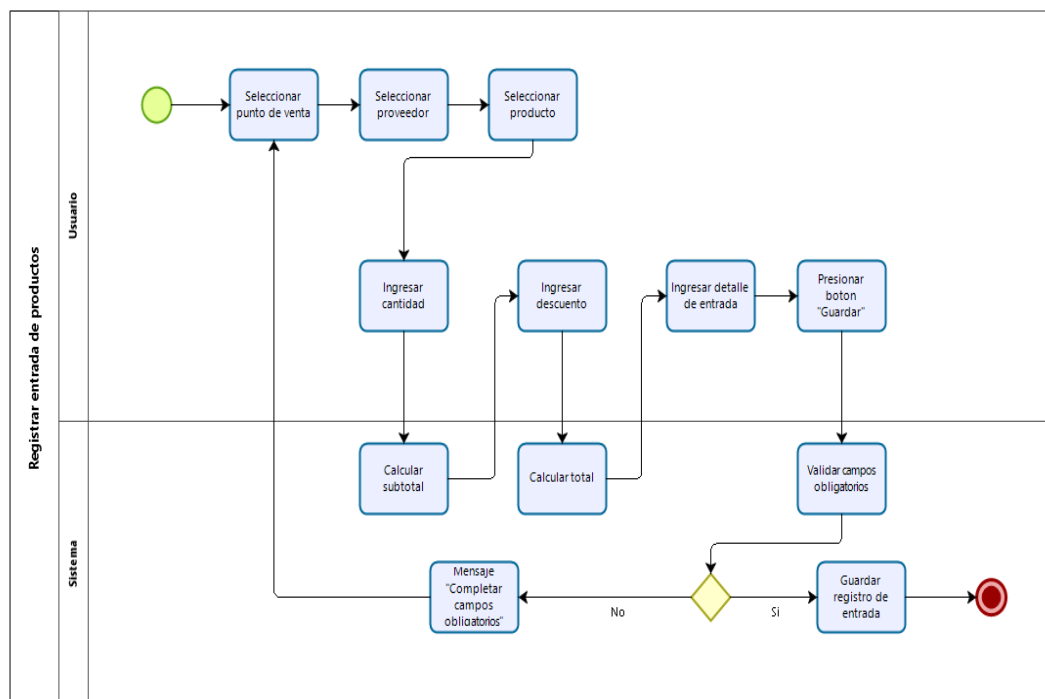 Registrar entrada de productos
Usuario
Seleccionar
punto de venta
Seleccionar
proveedor
Seleccionar
producto
Ingresar
cantidad
Ingresar
descuento
Ingresar detalle
de entrada
Presionar
boton
"Guardar"
Sistema
Calcular
subtotal
Calcular total
Validar campos
obligatorios
Mensaje
"Completar
campos
obligatorios"
No
Si
Guardar
registro de
entrada